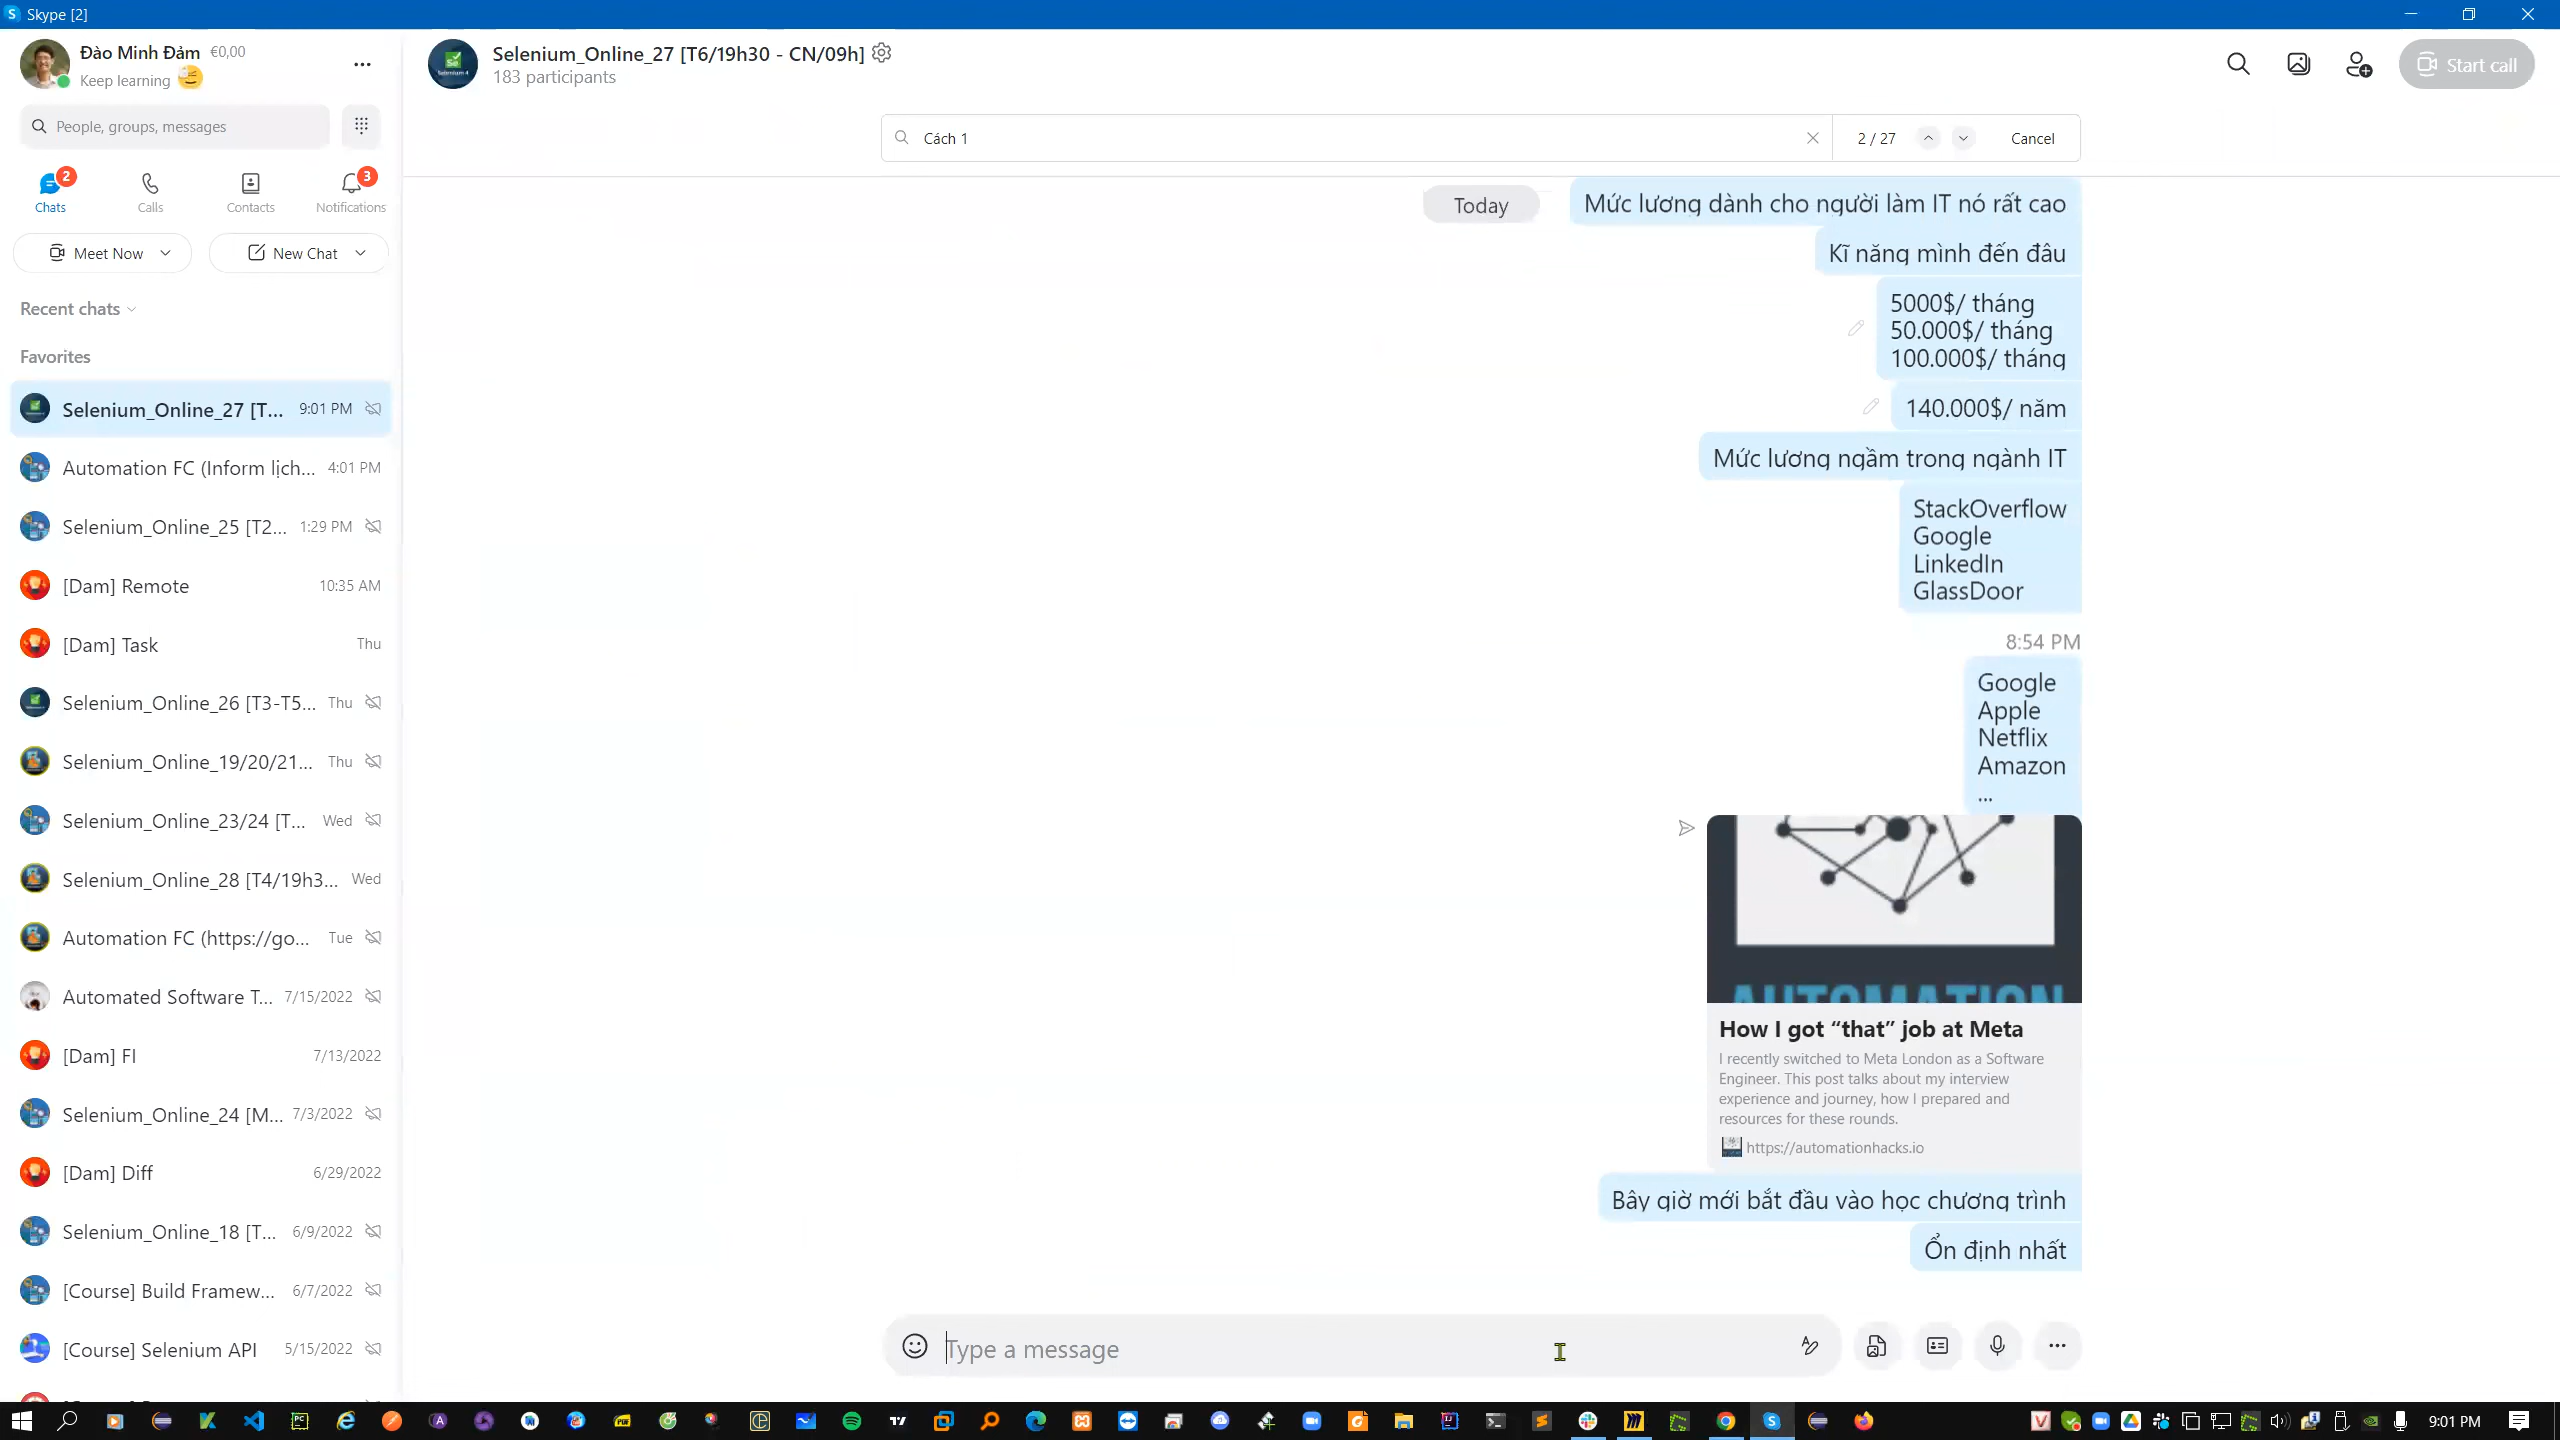 Skype [2]
Đào Minh Đảm €0,00
Keep learning
People, groups, messages
Chats 2
Calls
Contacts
Notifications 3
Meet Now
New Chat
Recent chats
Favorites
Selenium_Online_27 [T... 9:01 PM
Automation FC (Inform lịch... 4:01 PM
Selenium_Online_25 [T2... 1:29 PM
[Dam] Remote 10:35 AM
[Dam] Task Thu
Selenium_Online_26 [T3-T5... Thu
Selenium_Online_19/20/21... Thu
Selenium_Online_23/24 [T... Wed
Selenium_Online_28 [T4/19h3... Wed
Automation FC (https://go... Tue
Automated Software T... 7/15/2022
[Dam] FI 7/13/2022
Selenium_Online_24 [M... 7/3/2022
[Dam] Diff 6/29/2022
Selenium_Online_18 [T... 6/9/2022
[Course] Build Framew... 6/7/2022
[Course] Selenium API 5/15/2022
Selenium_Online_27 [T6/19h30 - CN/09h]
183 participants
Start call
Cách 1
2 / 27
Cancel
Today
Mức lương dành cho người làm IT nó rất cao
Kĩ năng mình đến đâu
5000$/ tháng
50.000$/ tháng
100.000$/ tháng
140.000$/ năm
Mức lương ngầm trong ngành IT
StackOverflow
Google
LinkedIn
GlassDoor
8:54 PM
Google
Apple
Netflix
Amazon
...
AUTOMATION
How I got “that” job at Meta
I recently switched to Meta London as a Software
Engineer. This post talks about my interview
experience and journey, how I prepared and
resources for these rounds.
https://automationhacks.io
Bây giờ mới bắt đầu vào học chương trình
Ổn định nhất
Type a message
9:01 PM